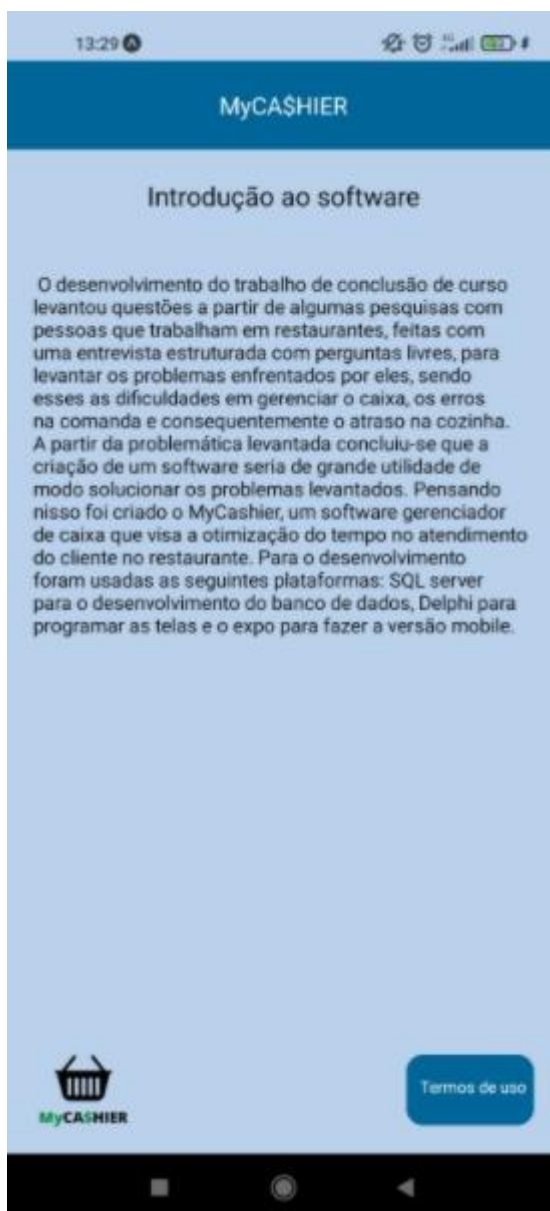 13:29
MyCA$HIER
Introdução ao software
O desenvolvimento do trabalho de conclusão de curso
levantou questões a partir de algumas pesquisas com
pessoas que trabalham em restaurantes, feitas com
uma entrevista estruturada com perguntas livres, para
levantar os problemas enfrentados por eles, sendo
esses as dificuldades em gerenciar o caixa, os erros
na comanda e consequentemente o atraso na cozinha.
A partir da problemática levantada concluiu-se que a
criação de um software seria de grande utilidade de
modo solucionar os problemas levantados. Pensando
nisso foi criado o MyCashier, um software gerenciador
de caixa que visa a otimização do tempo no atendimento
do cliente no restaurante. Para o desenvolvimento
foram usadas as seguintes plataformas: SQL server
para o desenvolvimento do banco de dados, Delphi para
programar as telas e o expo para fazer a versão mobile.
Termos de uso
MyCASHIER